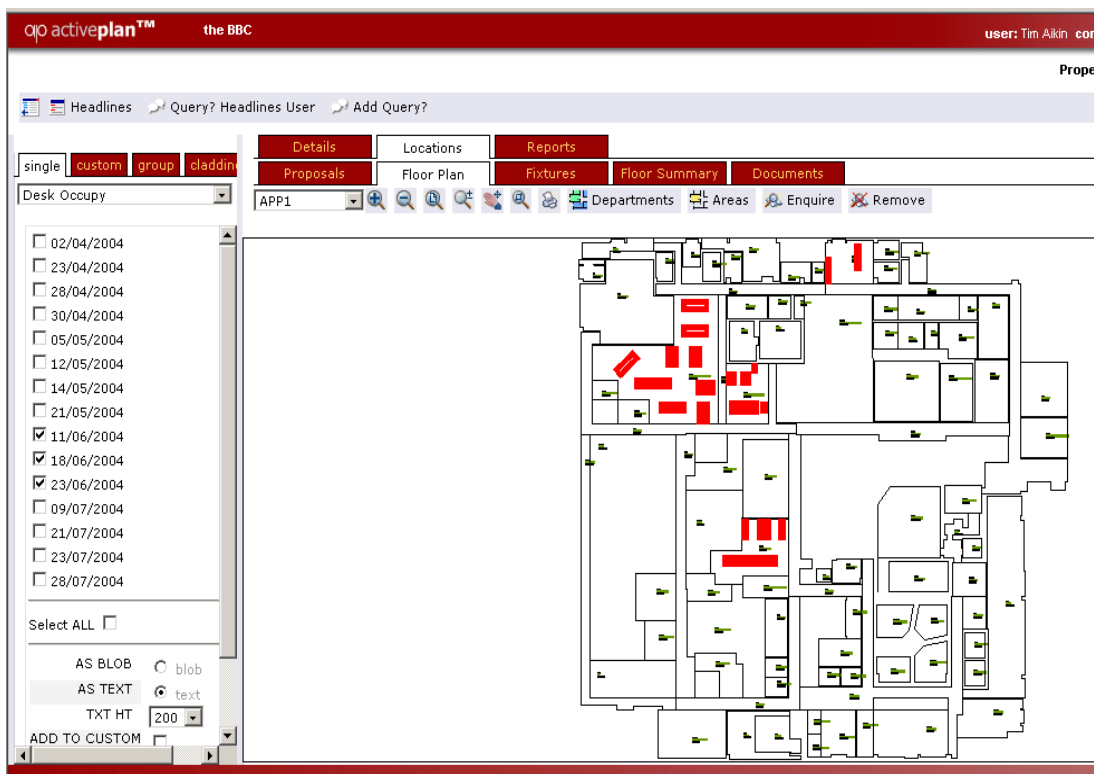 activeplan™ the BBC user: Tim Aikin cor
Prope
Headlines Query? Headlines User Add Query?
Details Locations Reports
single custom group claddin
Proposals Floor Plan Fixtures Floor Summary Documents
Desk Occupy
APP1 Departments Areas Enquire Remove
02/04/2004
23/04/2004
28/04/2004
30/04/2004
05/05/2004
12/05/2004
14/05/2004
21/05/2004
11/06/2004
18/06/2004
23/06/2004
09/07/2004
21/07/2004
23/07/2004
28/07/2004
Select ALL
AS BLOB blob
AS TEXT text
TXT HT 200
ADD TO CUSTOM